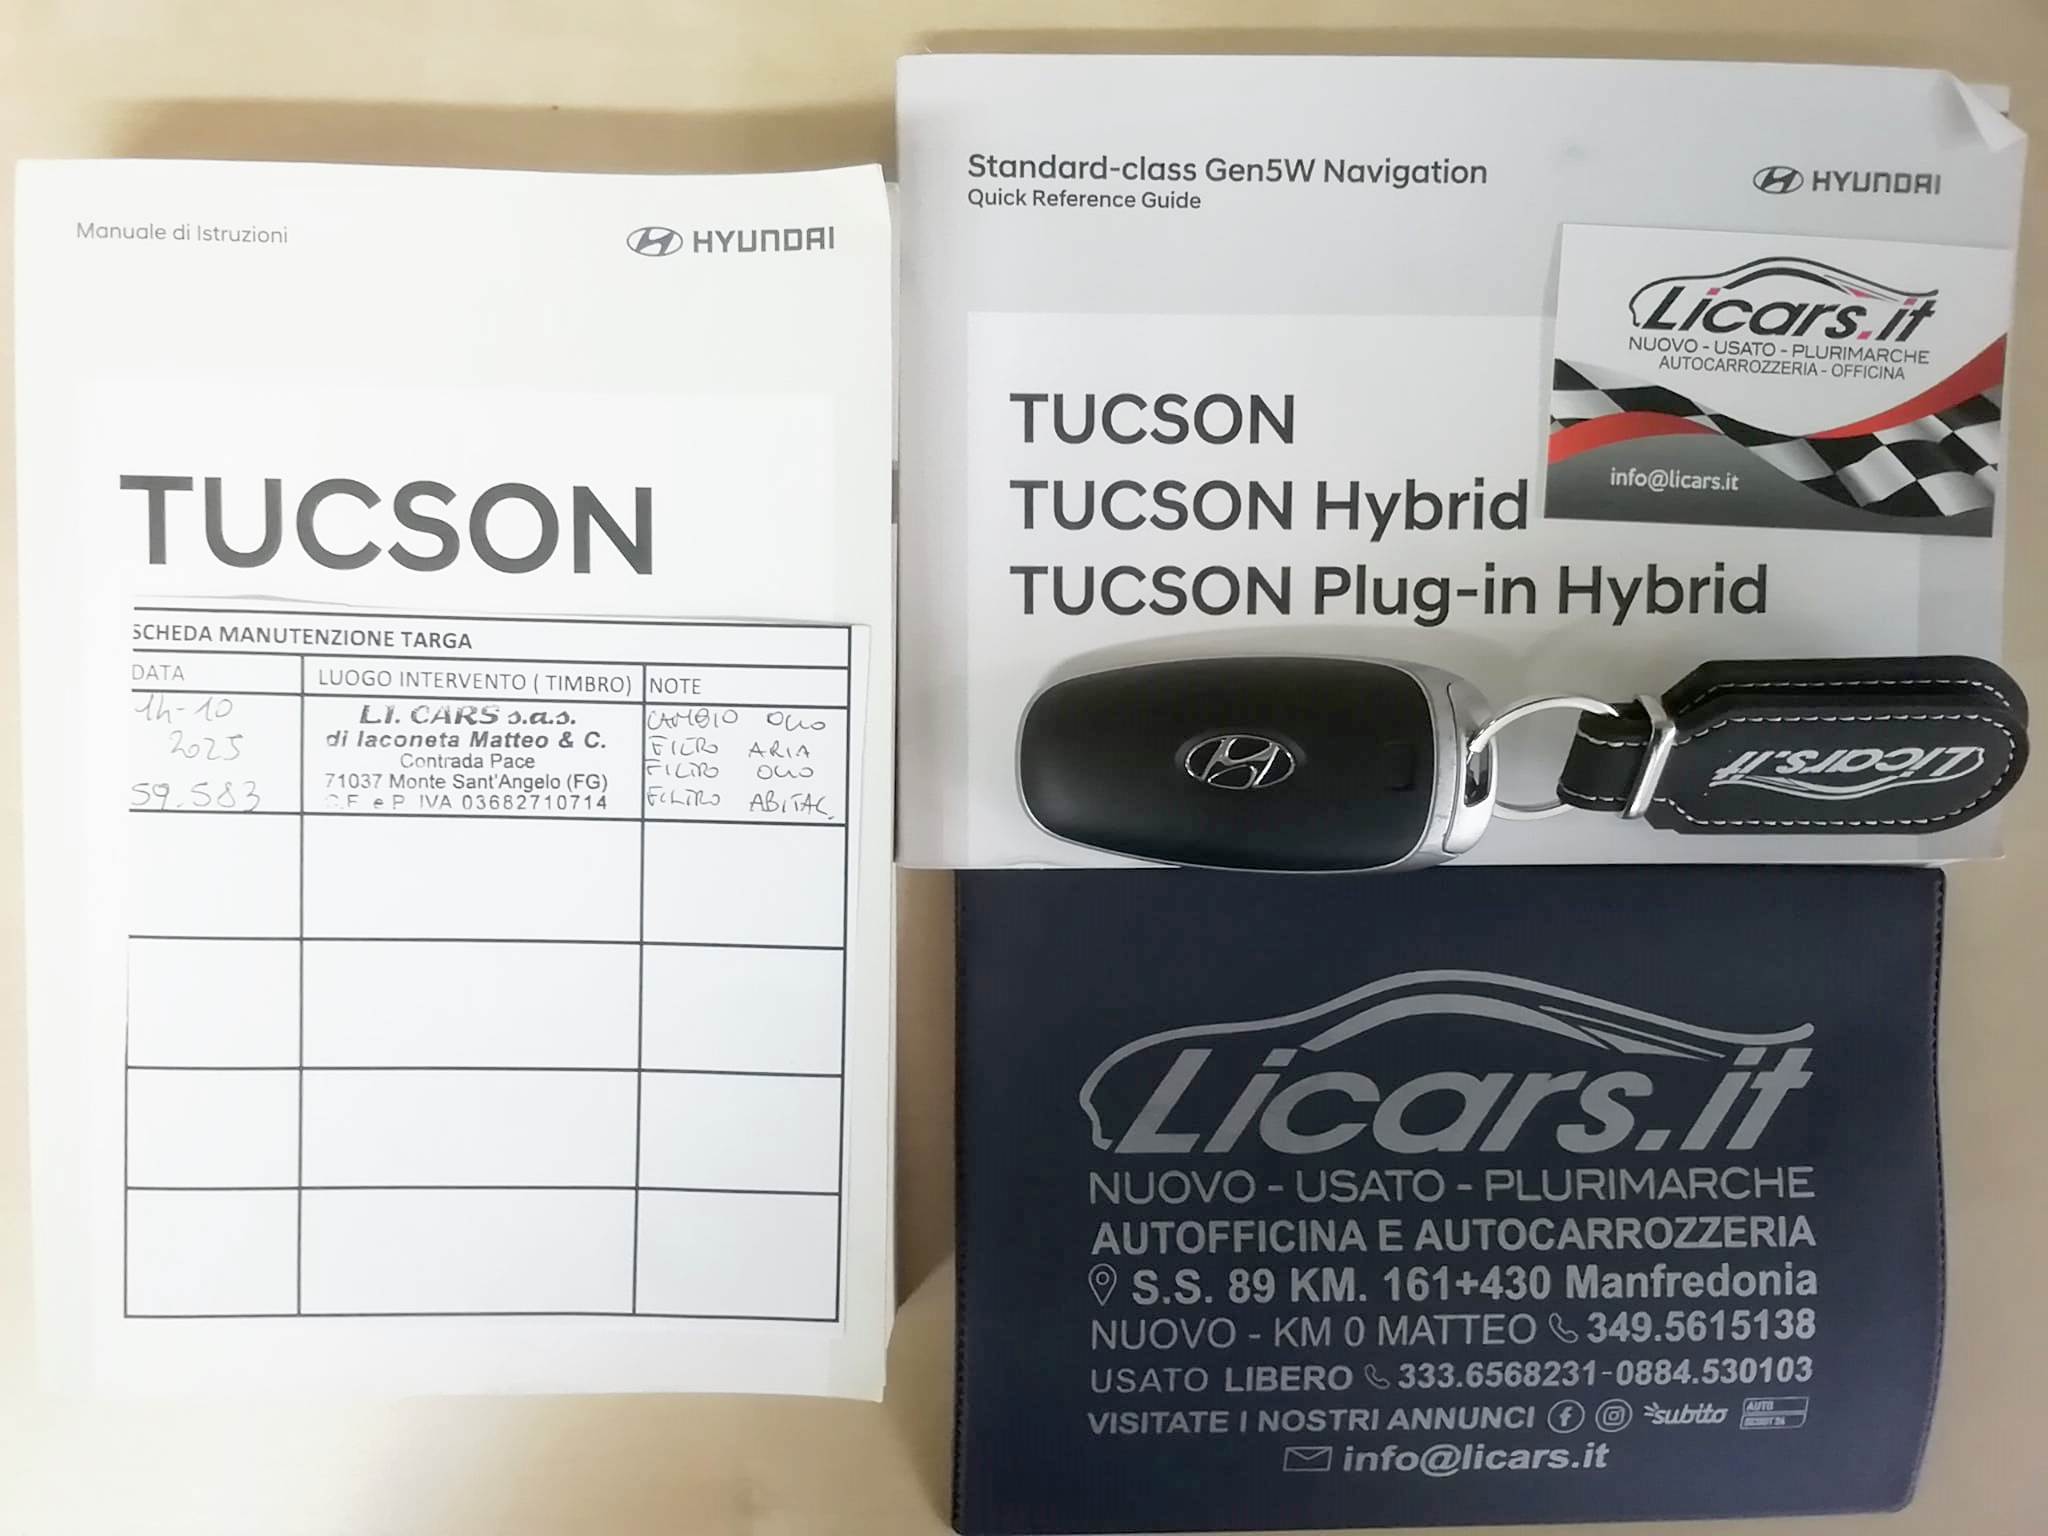 Manuale di Istruzioni
HYUNDAI
TUCSON
SCHEDA MANUTENZIONE TARGA
DATA
LUOGO INTERVENTO ( TIMBRO)
NOTE
14-10
2025
59.583
L.I. CARS s.a.s.
di Iaconeta Matteo & C.
Contrada Pace
71037 Monte Sant'Angelo (FG)
C.F. e P. IVA 03682710714
CAMBIO OLIO
FILTRO ARIA
FILTRO OLIO
FILTRO ABITAC.
Standard-class Gen5W Navigation
Quick Reference Guide
HYUNDAI
TUCSON
TUCSON Hybrid
TUCSON Plug-in Hybrid
Licars.it
NUOVO - USATO - PLURIMARCHE
AUTOCARROZZERIA - OFFICINA
info@licars.it
Licars.it
Licars.it
NUOVO - USATO - PLURIMARCHE
AUTOFFICINA E AUTOCARROZZERIA
S.S. 89 KM. 161+430 Manfredonia
NUOVO - KM 0 MATTEO 349.5615138
USATO LIBERO 333.6568231-0884.530103
VISITATE I NOSTRI ANNUNCI subito AUTO SCOUT 24
info@licars.it